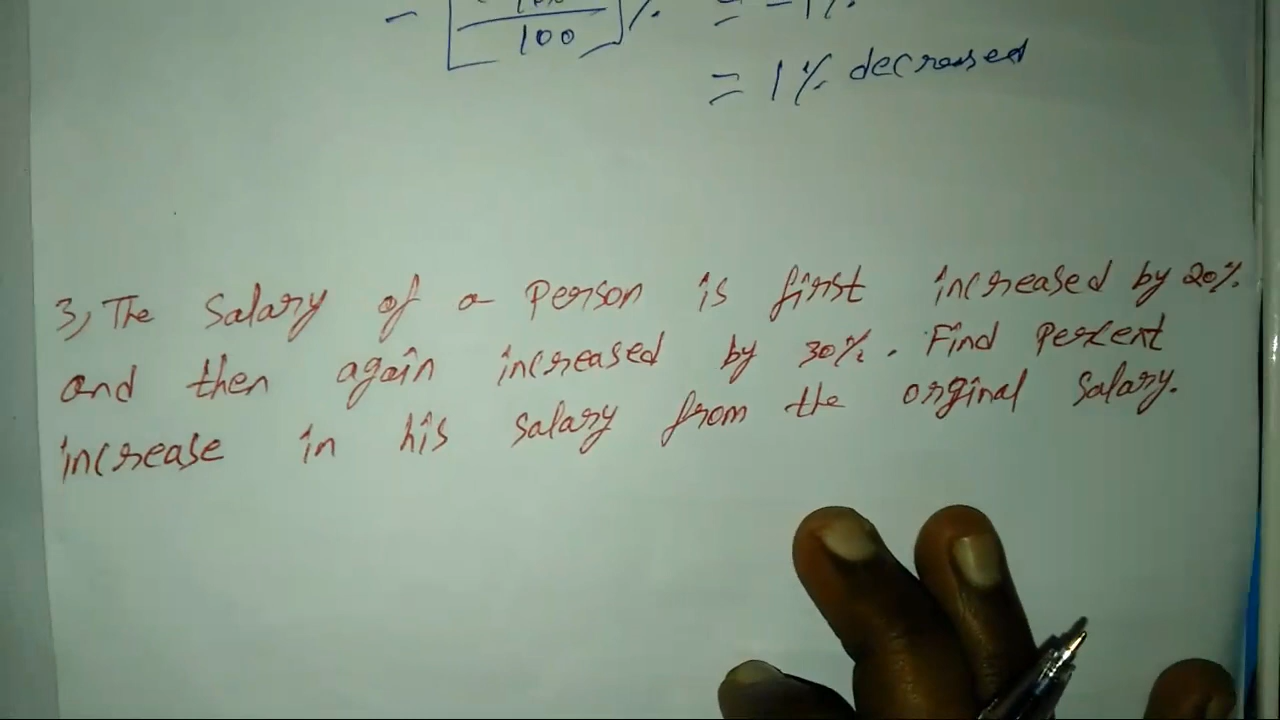 - [ / 100 ] % = -1%
= 1% decreased
3, The Salary of a Person is first increased by 20%
and then again increased by 30%. Find Percent
increase in his salary from the orginal salary.